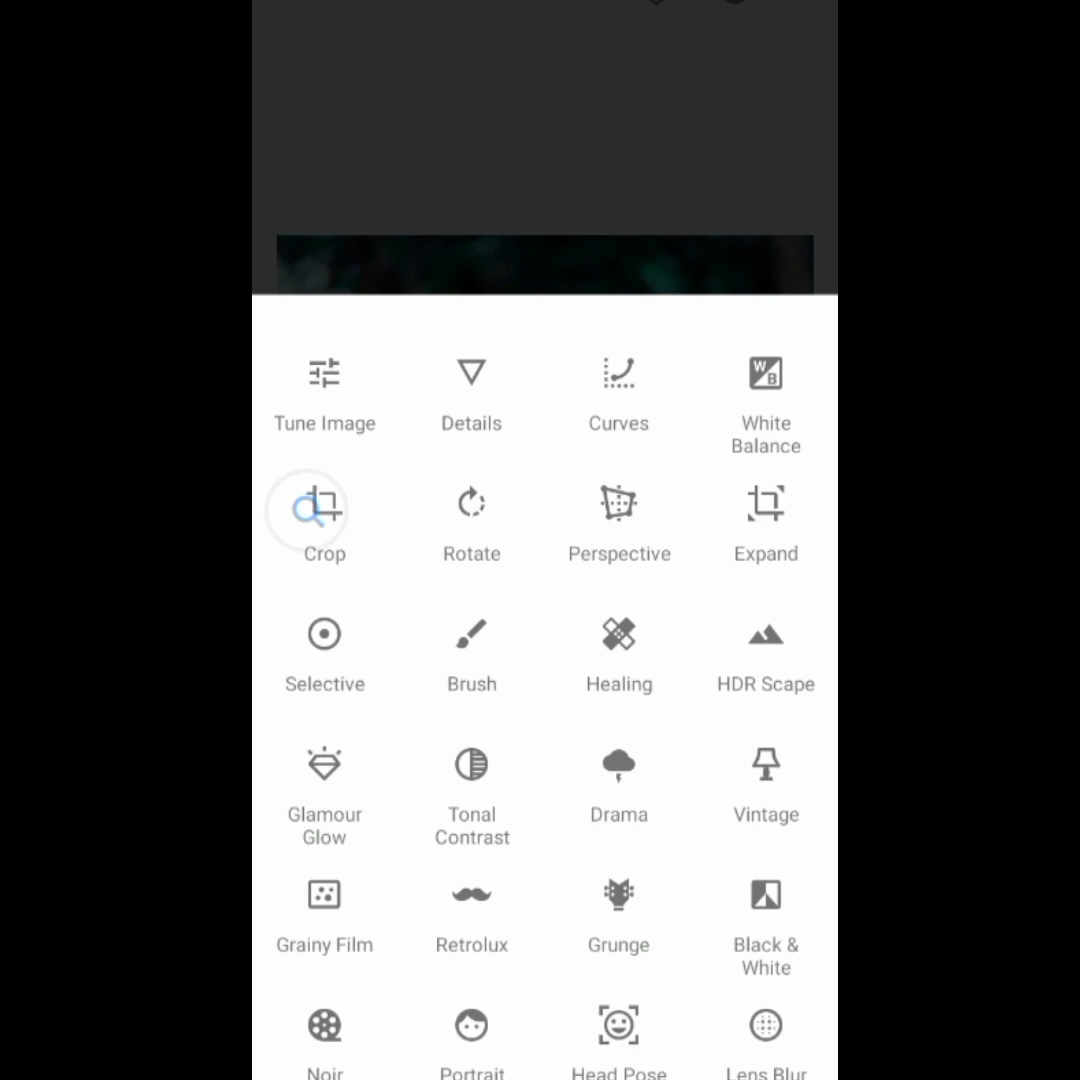 Tune Image
Details
Curves
White
Balance
Crop
Rotate
Perspective
Expand
Selective
Brush
Healing
HDR Scape
Glamour
Glow
Tonal
Contrast
Drama
Vintage
Grainy Film
Retrolux
Grunge
Black &
White
Noir
Portrait
Head Pose
Lens Blur